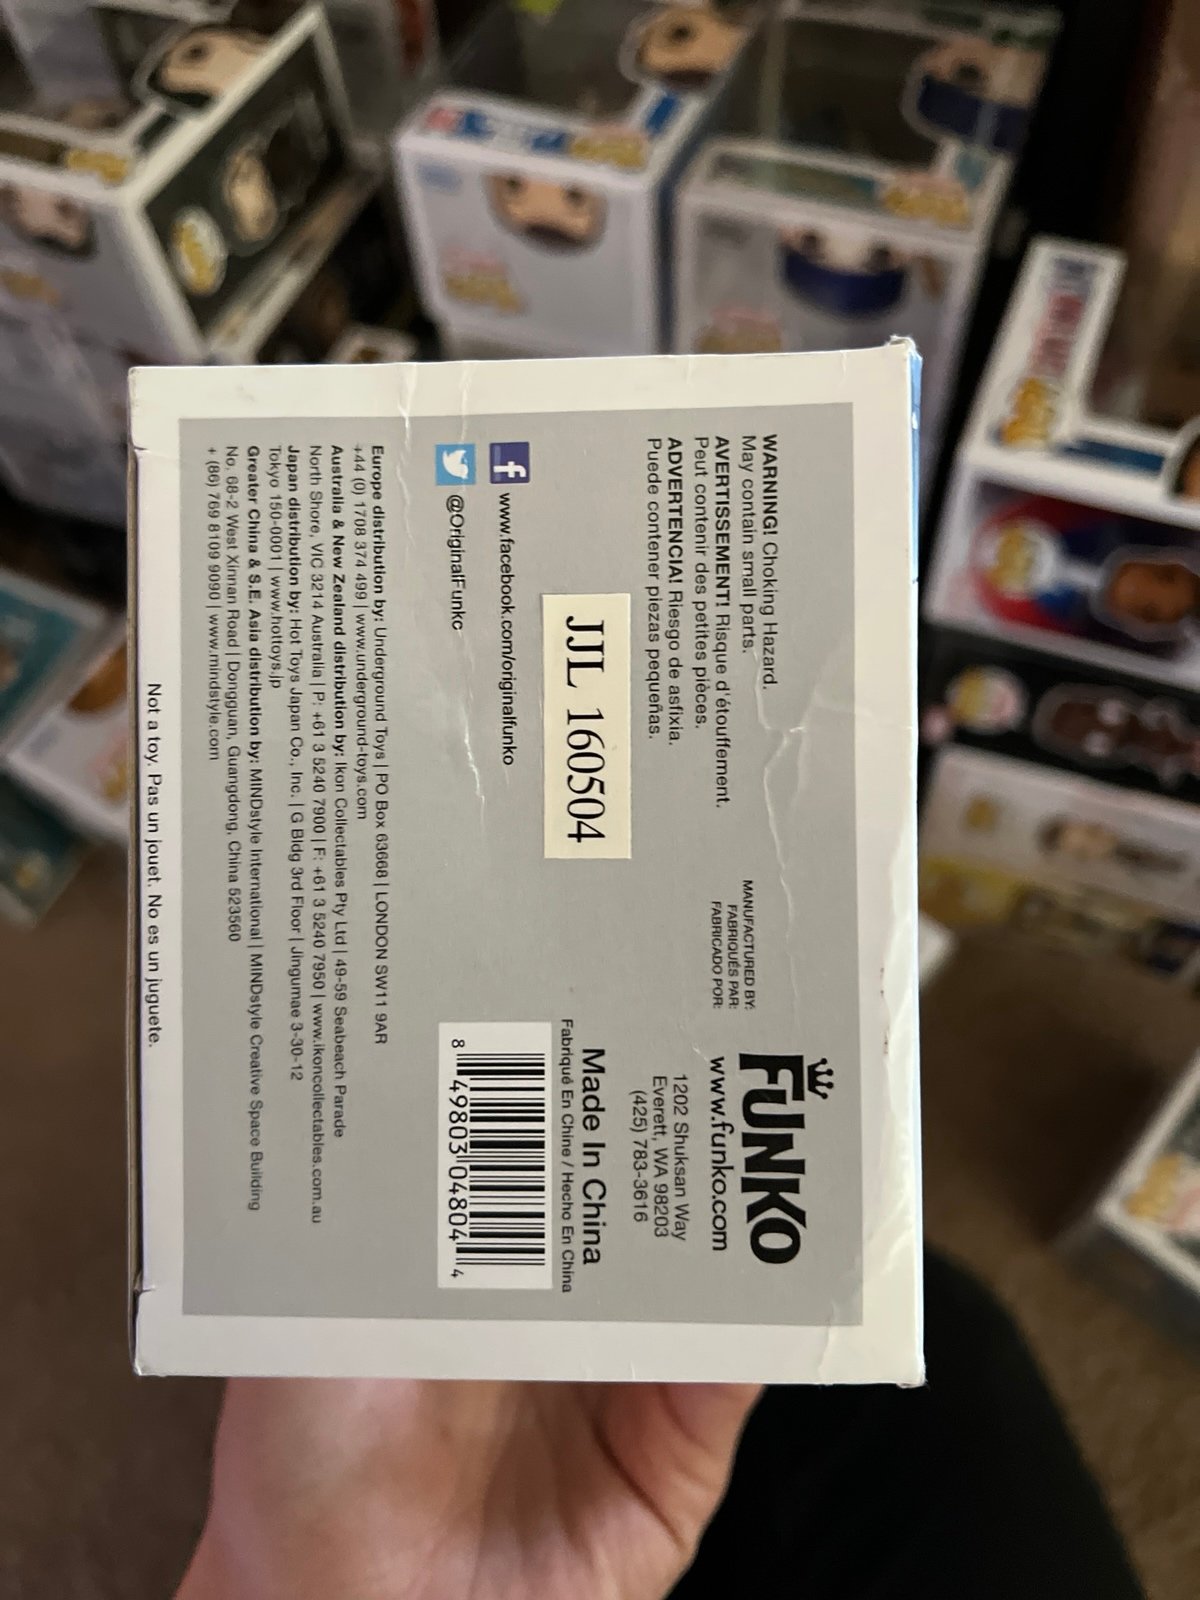 WARNING! Choking Hazard.
May contain small parts.
AVERTISSEMENT! Risque d'étouffement.
Peut contenir des petites pièces.
ADVERTENCIA! Riesgo de asfixia.
Puede contener piezas pequeñas.
MANUFACTURED BY:
FABRIQUÉS PAR:
FABRICADO POR:
FUNKO
www.funko.com
1202 Shuksan Way
Everett, WA 98203
(425) 783-3616
JJL 160504
Made In China
Fabriqué En Chine / Hecho En China
8 49803 04804 4
f www.facebook.com/originalfunko
@OriginalFunko
Europe distribution by: Underground Toys | PO Box 63668 | LONDON SW11 9AR
+44 (0) 1708 374 499 | www.underground-toys.com
Australia & New Zealand distribution by: Ikon Collectables Pty Ltd | 49-59 Seabeach Parade
North Shore, VIC 3214 Australia | P: +61 3 5240 7900 | F: +61 3 5240 7950 | www.ikoncollectables.com.au
Japan distribution by: Hot Toys Japan Co., Inc. | G Bldg 3rd Floor | Jingumae 3-30-12
Tokyo 150-0001 | www.hottoys.jp
Greater China & S.E. Asia distribution by: MINDstyle International | MINDstyle Creative Space Building
No. 68-2 West Xinnan Road | Dongguan, Guangdong, China 523560
+ (86) 769 8109 9090 | www.mindstyle.com
Not a toy. Pas un jouet. No es un juguete.